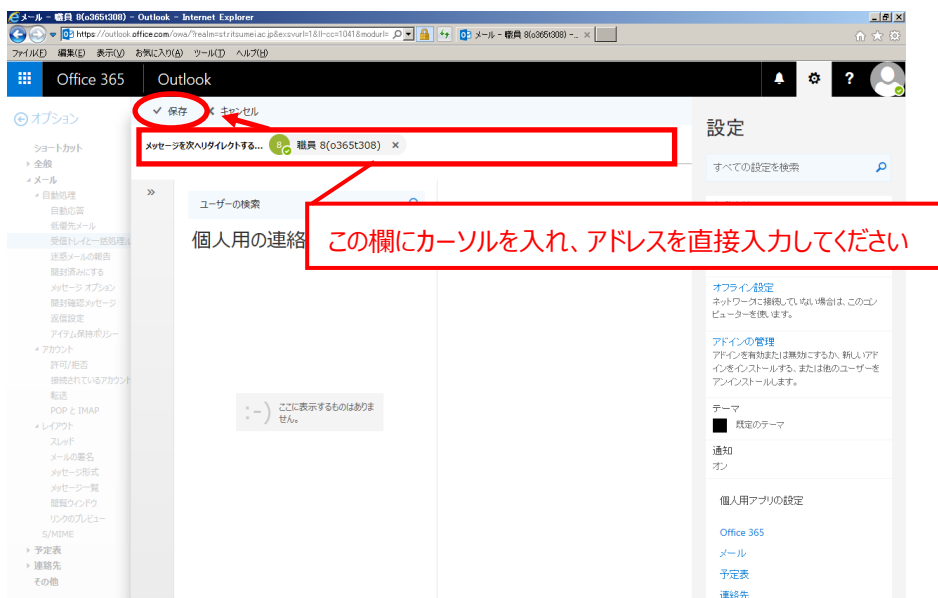 メール - 職員 8(o365t308) - Outlook - Internet Explorer
メール - 職員 8(o365t308) -... ×
ファイル(F) 編集(E) 表示(V) お気に入り(A) ツール(T) ヘルプ(H)
Office 365 Outlook
?
オプション
ショートカット
全般
メール
自動処理
自動応答
低優先メール
受信トレイと一括処理
迷惑メールの報告
開封済みにする
メッセージ オプション
開封確認メッセージ
返信設定
アイテム保持ポリシー
アカウント
許可/拒否
接続されているアカウント
転送
POP と IMAP
レイアウト
スレッド
メールの署名
メッセージ形式
メッセージ一覧
閲覧ウィンドウ
リンクのプレビュー
S/MIME
予定表
連絡先
その他
保存 キャンセル
メッセージを次へリダイレクトする... 8 職員 8(o365t308) ×
»
ユーザーの検索
個人用の連絡
この欄にカーソルを入れ、アドレスを直接入力してください
:-) ここに表示するものはありま
せん。
設定
すべての設定を検索
オフライン設定
ネットワークに接続していない場合は、このコン
ピューターを使います。
アドインの管理
アドインを有効または無効にするか、新しいアド
インをインストールする、または他のユーザーを
アンインストールします。
テーマ
既定のテーマ
通知
オン
個人用アプリの設定
Office 365
メール
予定表
連絡先